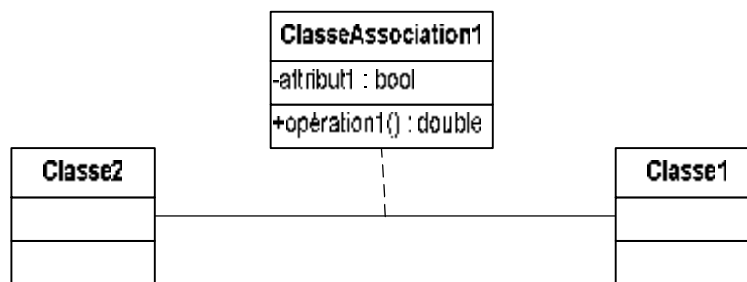 ClasseAssociation1
-attribut1 : bool
+opération1() : double
Classe2
Classe1